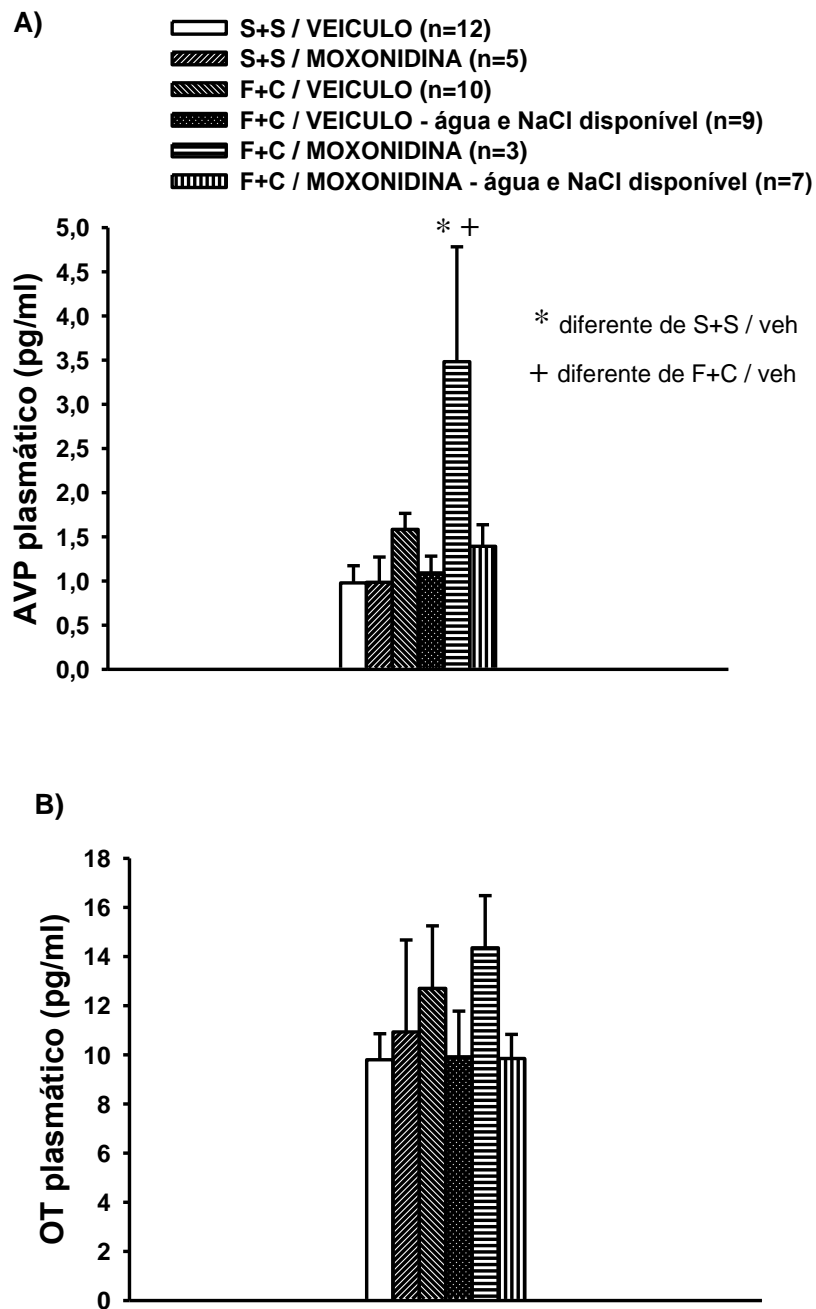 A)
S+S / VEICULO (n=12)
S+S / MOXONIDINA (n=5)
F+C / VEICULO (n=10)
F+C / VEICULO - água e NaCl disponível (n=9)
F+C / MOXONIDINA (n=3)
F+C / MOXONIDINA - água e NaCl disponível (n=7)
AVP plasmático (pg/ml)
5,0
4,5
4,0
3,5
3,0
2,5
2,0
1,5
1,0
0,5
0,0
* +
* diferente de S+S / veh
+ diferente de F+C / veh
B)
OT plasmático (pg/ml)
18
16
14
12
10
8
6
4
2
0